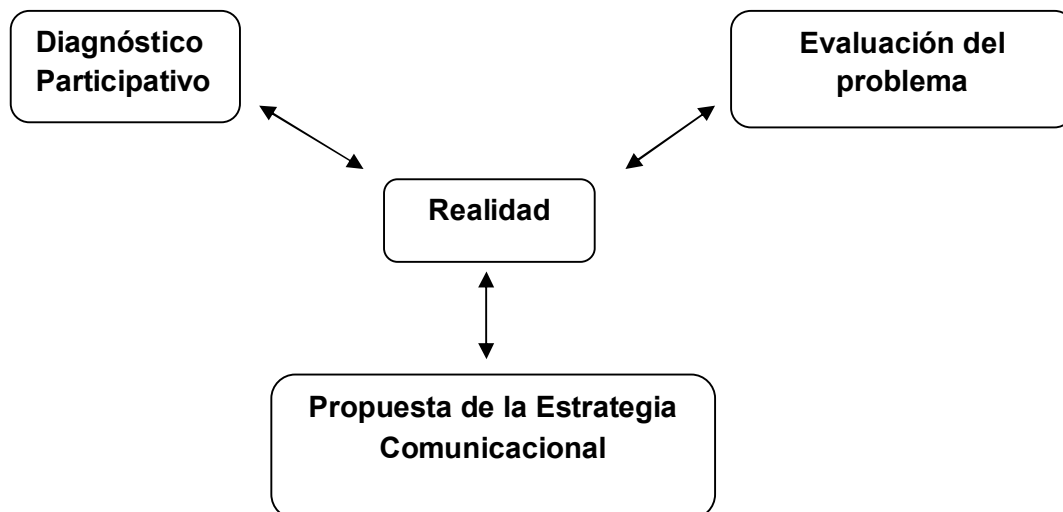 Diagnóstico
Participativo
Evaluación del
problema
Realidad
Propuesta de la Estrategia
Comunicacional